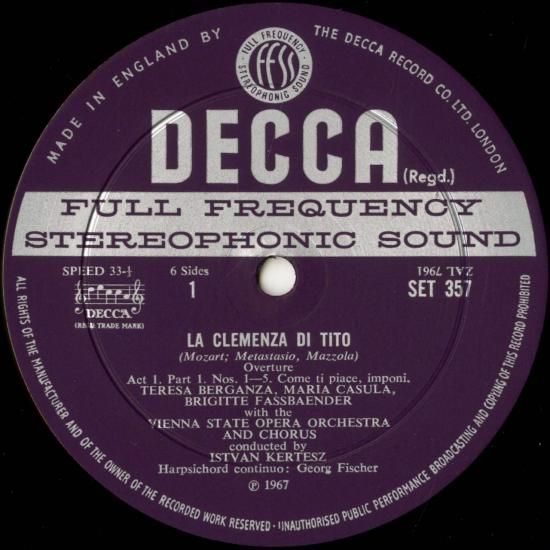 MADE IN ENGLAND BY
THE DECCA RECORD CO. LTD. LONDON
FULL FREQUENCY
STEREOPHONIC SOUND
FFSS
DECCA (Regd.)
FULL FREQUENCY
STEREOPHONIC SOUND
SPEED 33-⅓
6 Sides
ZAL 7961
1
SET 357
DECCA
(REGD TRADE MARK)
LA CLEMENZA DI TITO
(Mozart; Metastasio, Mazzola)
Overture
Act 1. Part 1. Nos. 1—5. Come ti piace, imponi,
TERESA BERGANZA, MARIA CASULA,
BRIGITTE FASSBAENDER
with the
VIENNA STATE OPERA ORCHESTRA
AND CHORUS
conducted by
ISTVAN KERTESZ
Harpsichord continuo: Georg Fischer
℗ 1967
ALL RIGHTS OF THE MANUFACTURER AND OF THE OWNER OF THE RECORDED WORK RESERVED · UNAUTHORISED PUBLIC PERFORMANCE BROADCASTING AND COPYING OF THIS RECORD PROHIBITED